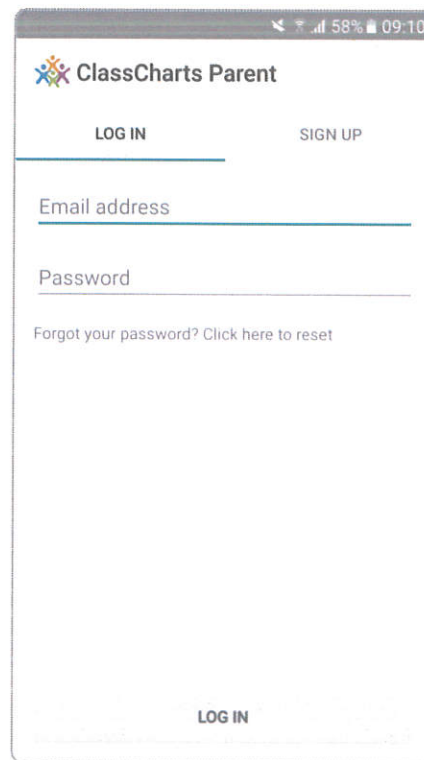 58% 09:10
ClassCharts Parent
LOG IN SIGN UP
Email address
Password
Forgot your password? Click here to reset
LOG IN